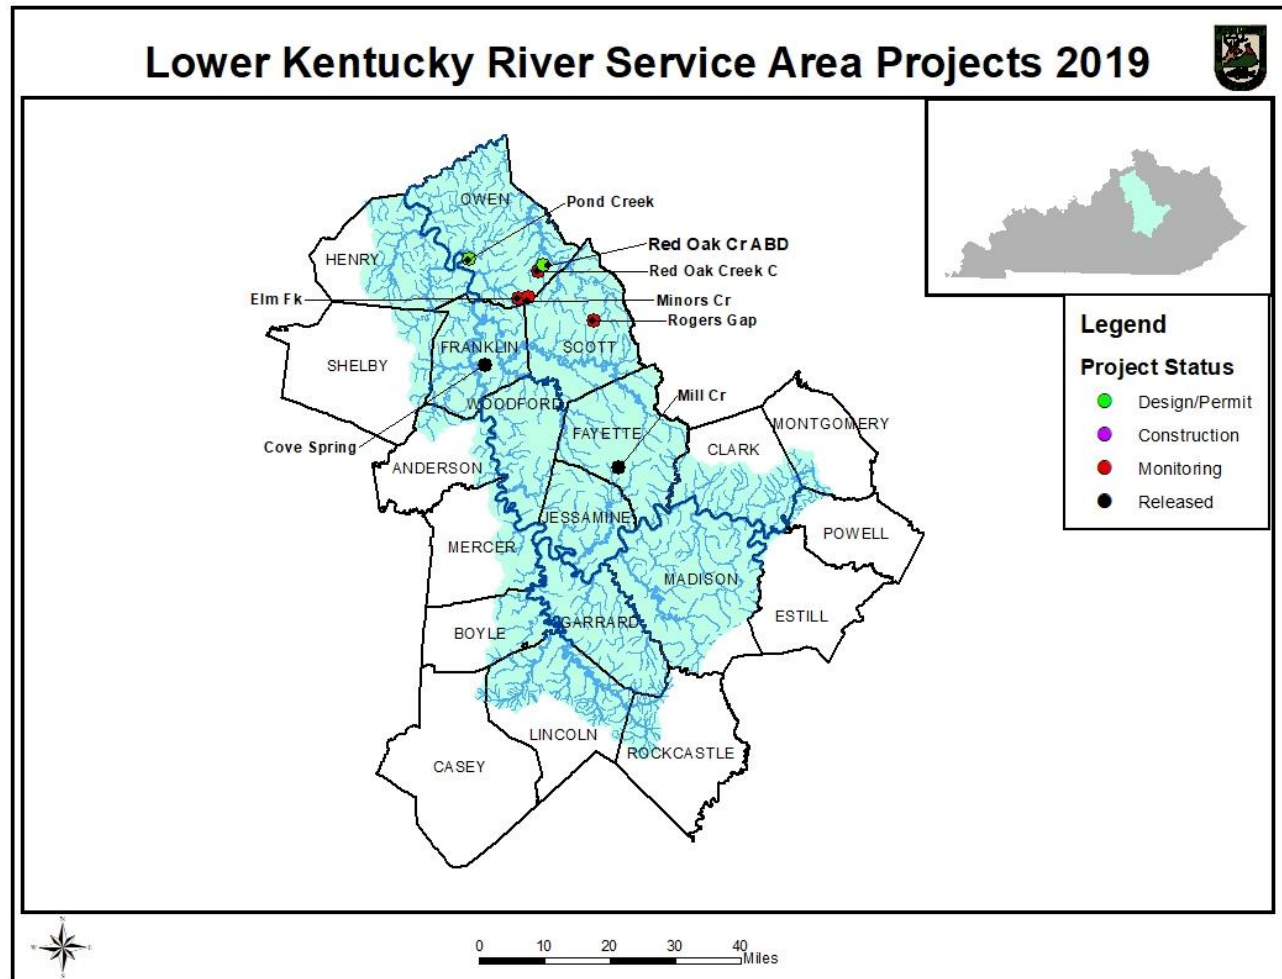 Lower Kentucky River Service Area Projects 2019
OWEN
Pond Creek
Red Oak Cr ABD
HENRY
Red Oak Creek C
Elm Fk
Minors Cr
Rogers Gap
FRANKLIN
SCOTT
SHELBY
Mill Cr
WOODFORD
MONTGOMERY
FAYETTE
Cove Spring
CLARK
ANDERSON
JESSAMINE
POWELL
MERCER
MADISON
ESTILL
GARRARD
BOYLE
LINCOLN
ROCKCASTLE
CASEY
Legend
Project Status
Design/Permit
Construction
Monitoring
Released
N
W
E
S
0 10 20 30 40
Miles